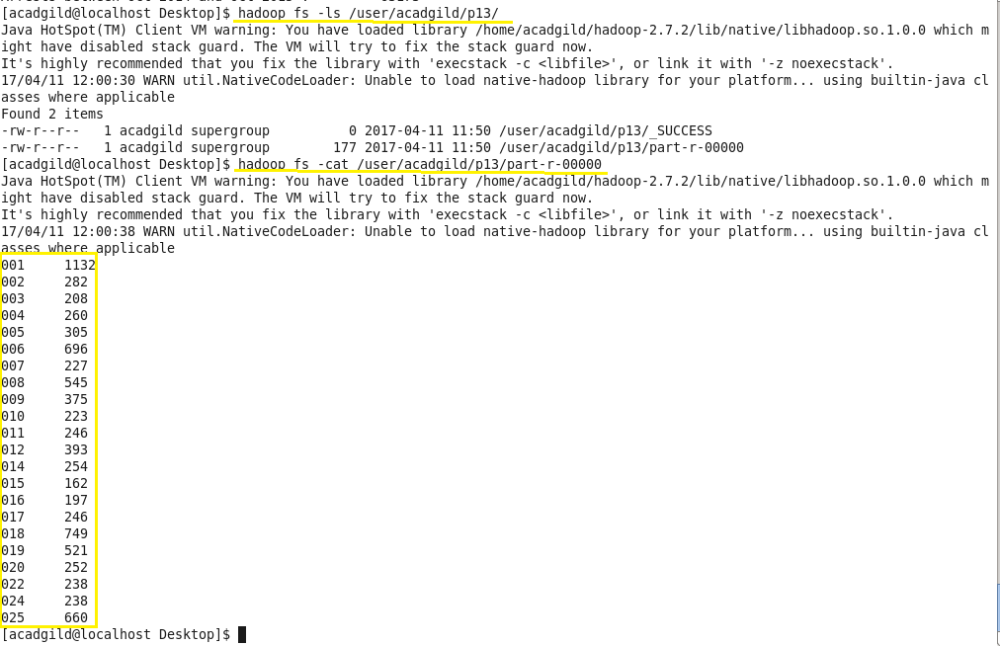 [acadgild@localhost Desktop]$ hadoop fs -ls /user/acadgild/p13/
Java HotSpot(TM) Client VM warning: You have loaded library /home/acadgild/hadoop-2.7.2/lib/native/libhadoop.so.1.0.0 which m
ight have disabled stack guard. The VM will try to fix the stack guard now.
It's highly recommended that you fix the library with 'execstack -c <libfile>', or link it with '-z noexecstack'.
17/04/11 12:00:30 WARN util.NativeCodeLoader: Unable to load native-hadoop library for your platform... using builtin-java cl
asses where applicable
Found 2 items
-rw-r--r--   1 acadgild supergroup          0 2017-04-11 11:50 /user/acadgild/p13/_SUCCESS
-rw-r--r--   1 acadgild supergroup        177 2017-04-11 11:50 /user/acadgild/p13/part-r-00000
[acadgild@localhost Desktop]$ hadoop fs -cat /user/acadgild/p13/part-r-00000
Java HotSpot(TM) Client VM warning: You have loaded library /home/acadgild/hadoop-2.7.2/lib/native/libhadoop.so.1.0.0 which m
ight have disabled stack guard. The VM will try to fix the stack guard now.
It's highly recommended that you fix the library with 'execstack -c <libfile>', or link it with '-z noexecstack'.
17/04/11 12:00:38 WARN util.NativeCodeLoader: Unable to load native-hadoop library for your platform... using builtin-java cl
asses where applicable
001     1132
002     282
003     208
004     260
005     305
006     696
007     227
008     545
009     375
010     223
011     246
012     393
014     254
015     162
016     197
017     246
018     749
019     521
020     252
022     238
024     238
025     660
[acadgild@localhost Desktop]$